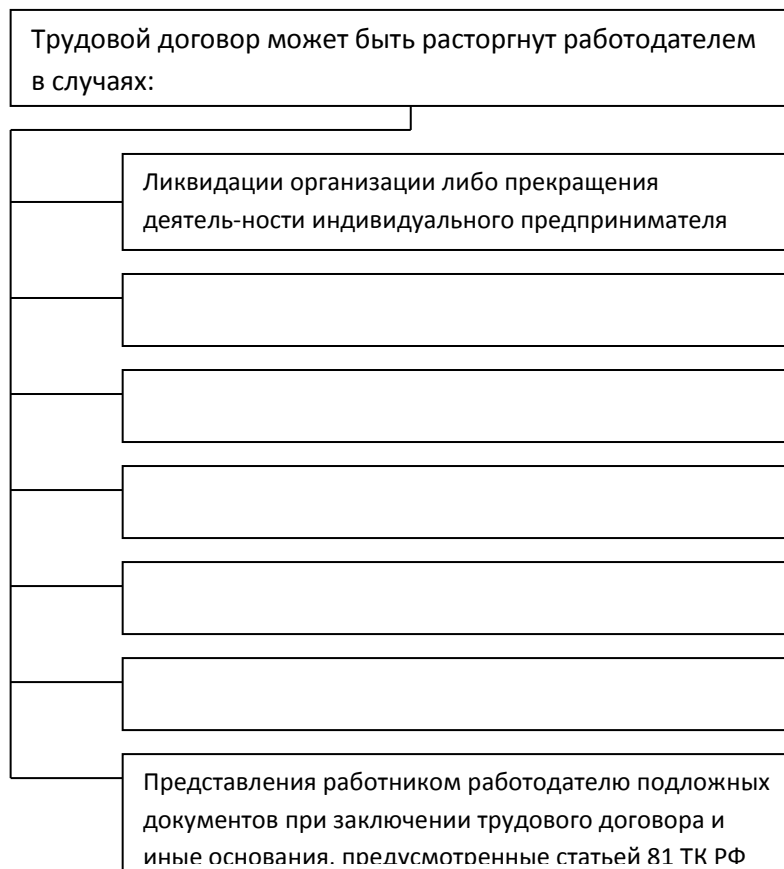 Трудовой договор может быть расторгнут работодателем
в случаях:
Ликвидации организации либо прекращения
деятель-ности индивидуального предпринимателя
Представления работником работодателю подложных
документов при заключении трудового договора и
иные основания, предусмотренные статьей 81 ТК РФ